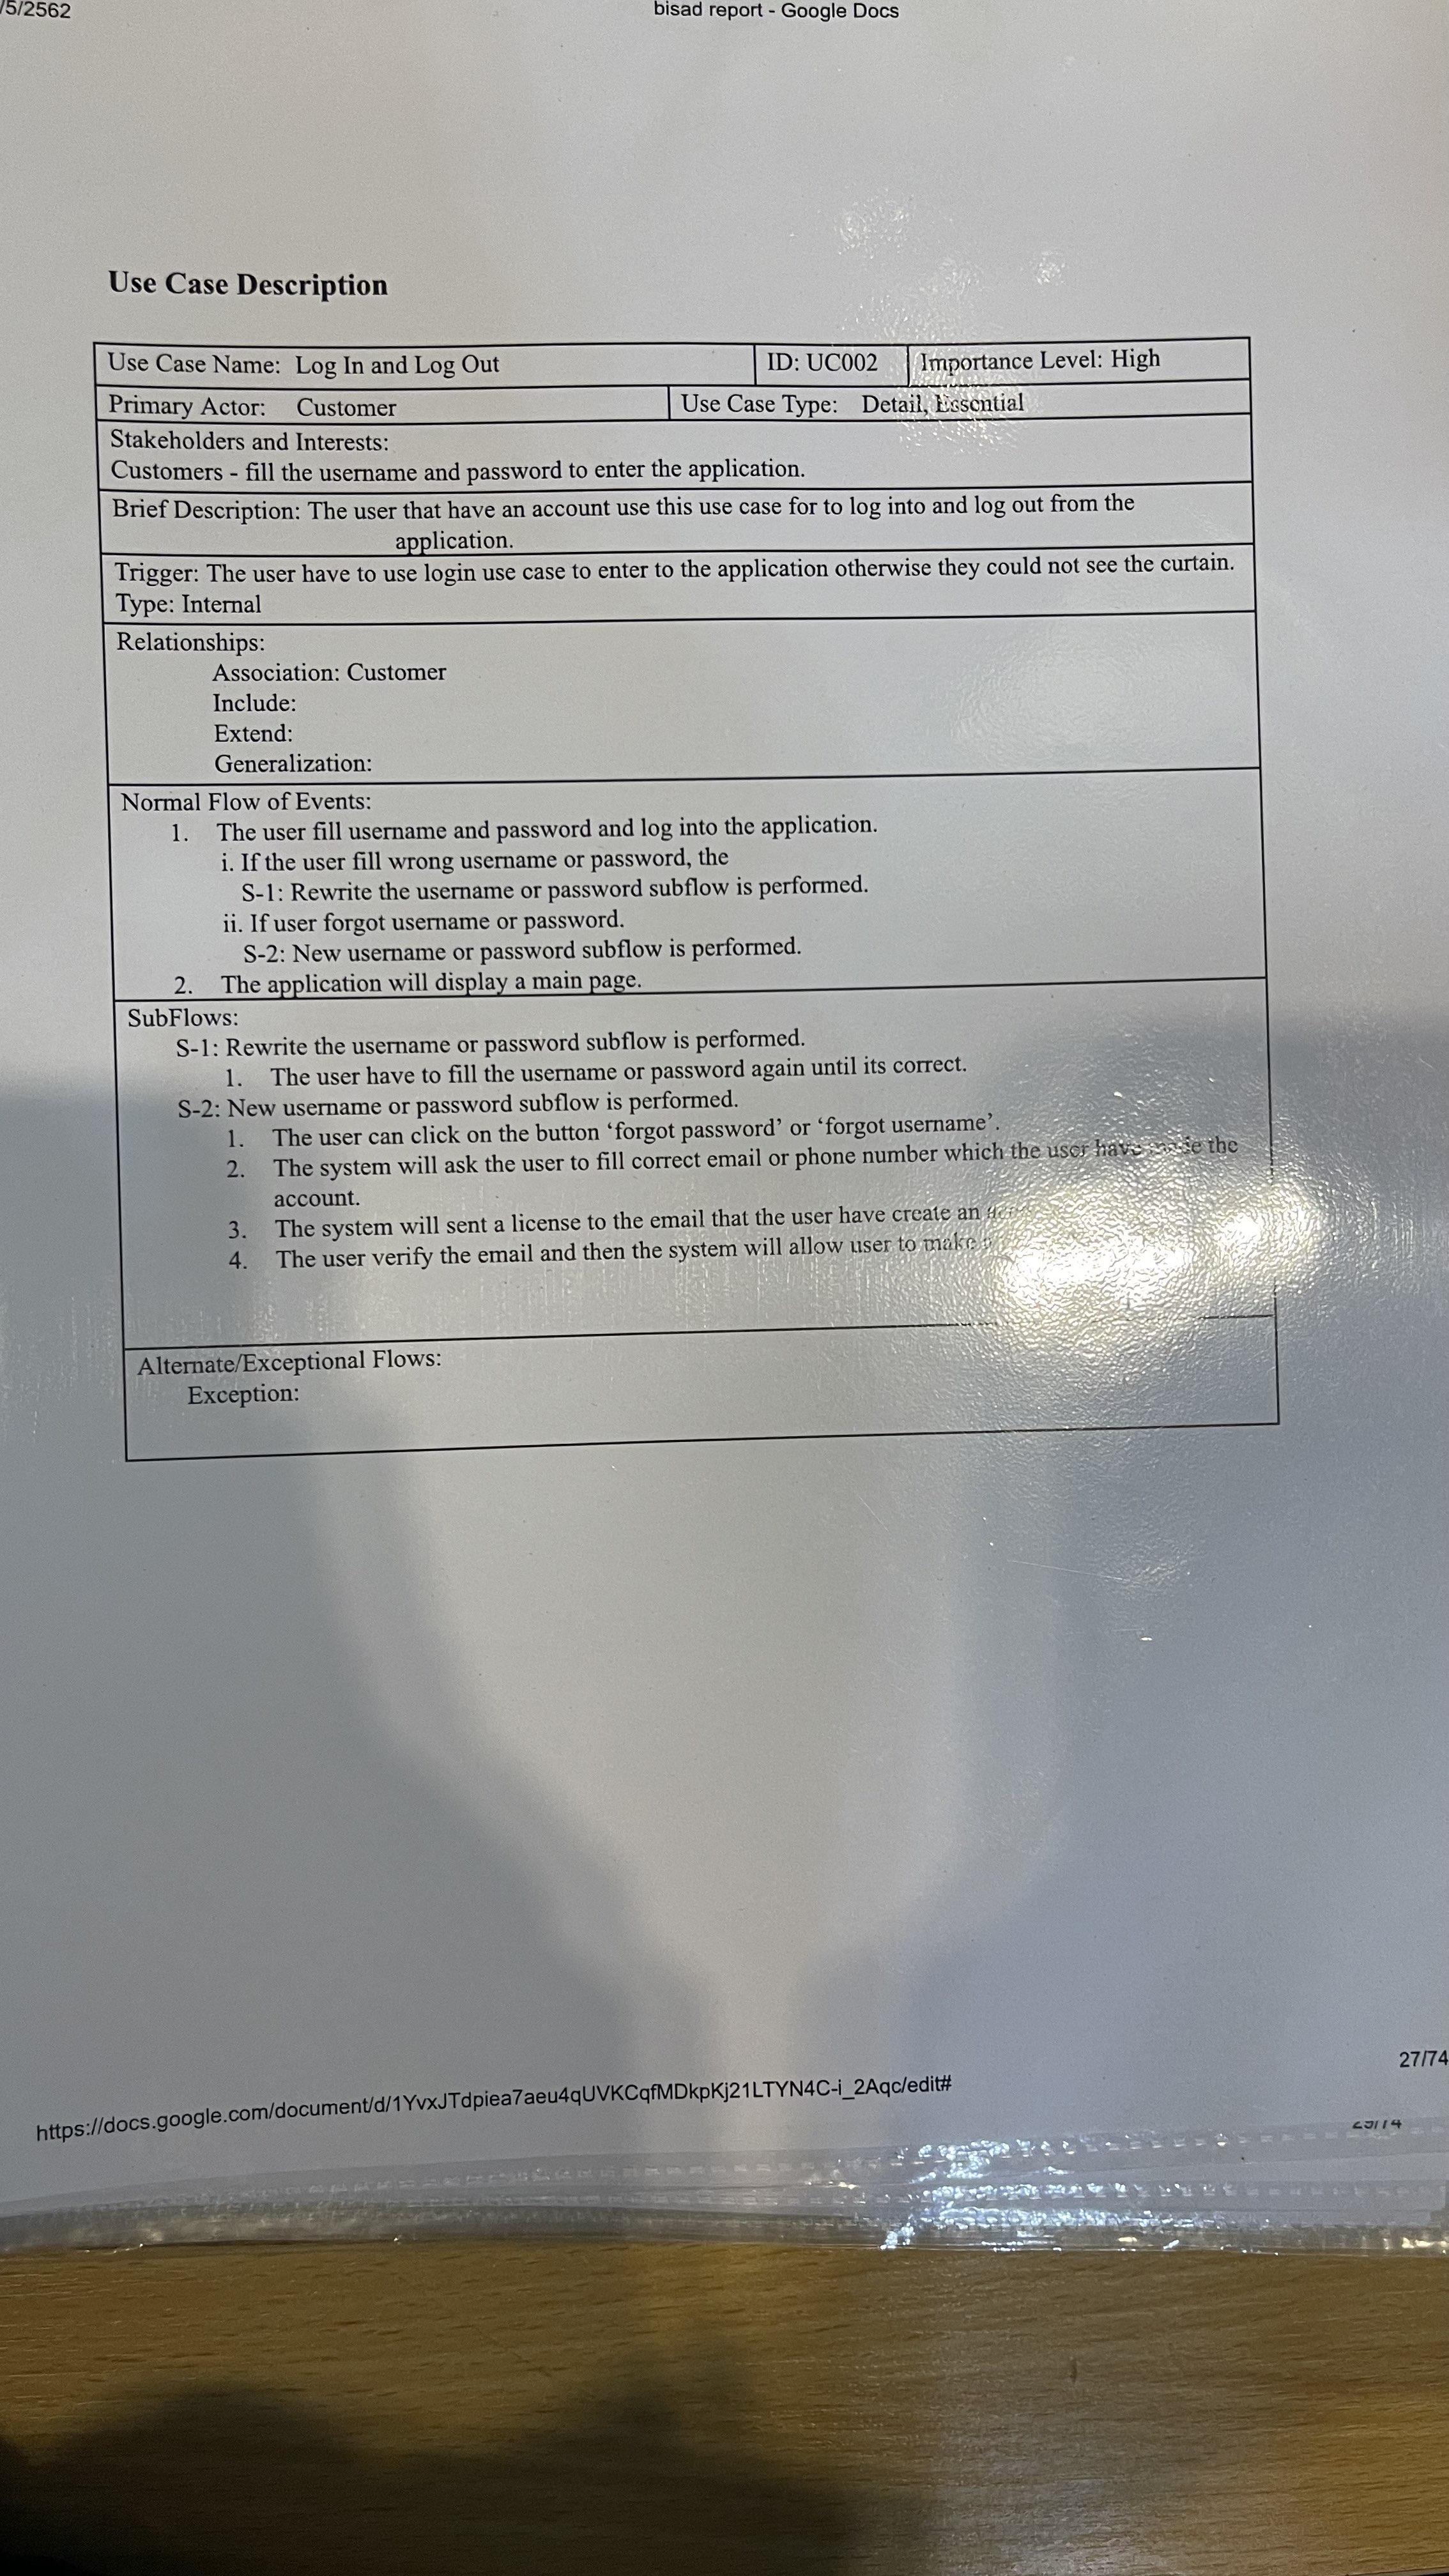 /5/2562
bisad report - Google Docs
Use Case Description
Use Case Name: Log In and Log Out ID: UC002 Importance Level: High
Primary Actor: Customer Use Case Type: Detail, Essential
Stakeholders and Interests:
Customers - fill the username and password to enter the application.
Brief Description: The user that have an account use this use case for to log into and log out from the
application.
Trigger: The user have to use login use case to enter to the application otherwise they could not see the curtain.
Type: Internal
Relationships:
Association: Customer
Include:
Extend:
Generalization:
Normal Flow of Events:
1. The user fill username and password and log into the application.
i. If the user fill wrong username or password, the
S-1: Rewrite the username or password subflow is performed.
ii. If user forgot username or password.
S-2: New username or password subflow is performed.
2. The application will display a main page.
SubFlows:
S-1: Rewrite the username or password subflow is performed.
1. The user have to fill the username or password again until its correct.
S-2: New username or password subflow is performed.
1. The user can click on the button ‘forgot password’ or ‘forgot username’.
2. The system will ask the user to fill correct email or phone number which the user have made the
account.
3. The system will sent a license to the email that the user have create an
4. The user verify the email and then the system will allow user to make
Alternate/Exceptional Flows:
Exception:
27/74
https://docs.google.com/document/d/1YvxJTdpiea7aeu4qUVKCqfMDkpKj21LTYN4C-i_2Aqc/edit#